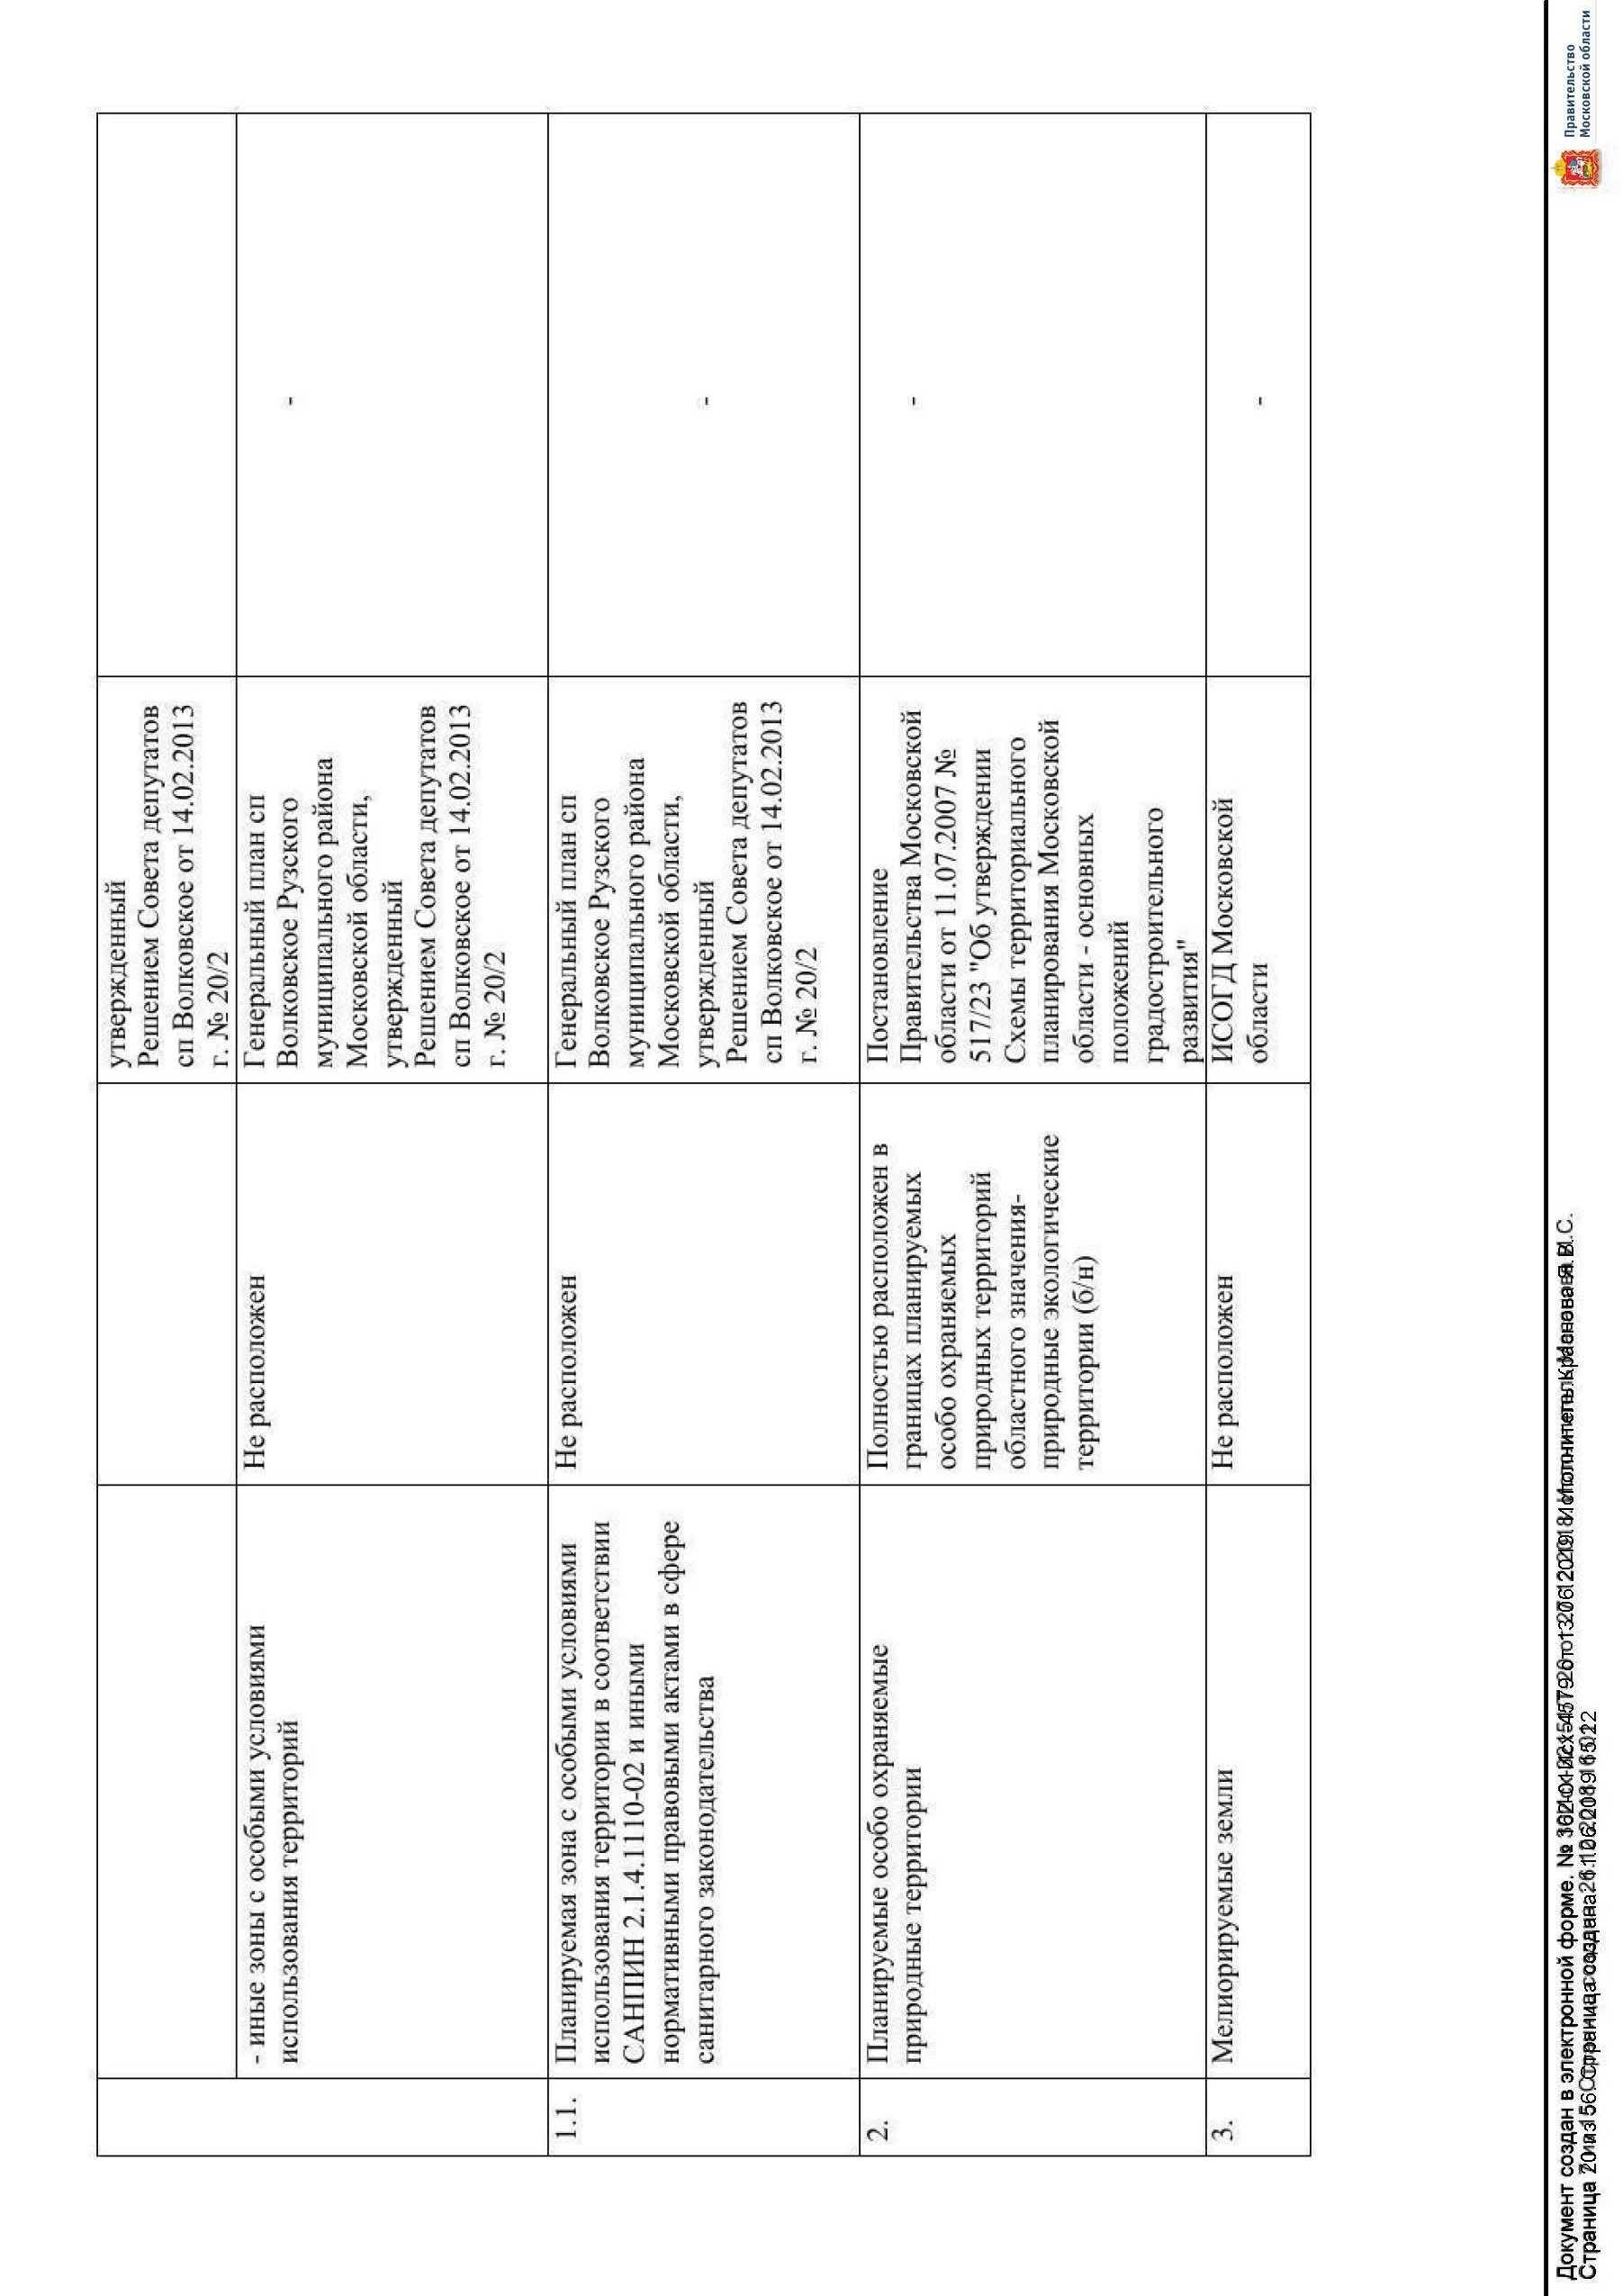 утвержденный
Решением Совета депутатов
сп Волковское от 14.02.2013
г. № 20/2
- иные зоны с особыми условиями
использования территорий
Не расположен
Генеральный план сп
Волковское Рузского
муниципального района
Московской области,
утвержденный
Решением Совета депутатов
сп Волковское от 14.02.2013
г. № 20/2
-
1.1.
Планируемая зона с особыми условиями
использования территории в соответствии
САНПИН 2.1.4.1110-02 и иными
нормативными правовыми актами в сфере
санитарного законодательства
Не расположен
Генеральный план сп
Волковское Рузского
муниципального района
Московской области,
утвержденный
Решением Совета депутатов
сп Волковское от 14.02.2013
г. № 20/2
-
2.
Планируемые особо охраняемые
природные территории
Полностью расположен в
границах планируемых
особо охраняемых
природных территорий
областного значения-
природные экологические
территории (б/н)
Постановление
Правительства Московской
области от 11.07.2007 №
517/23 "Об утверждении
Схемы территориального
планирования Московской
области - основных
положений
градостроительного
развития"
-
3.
Мелиорируемые земли
Не расположен
ИСОГД Московской
области
-
Документ создан в электронной форме. №
Страница
Правительство
Московской области